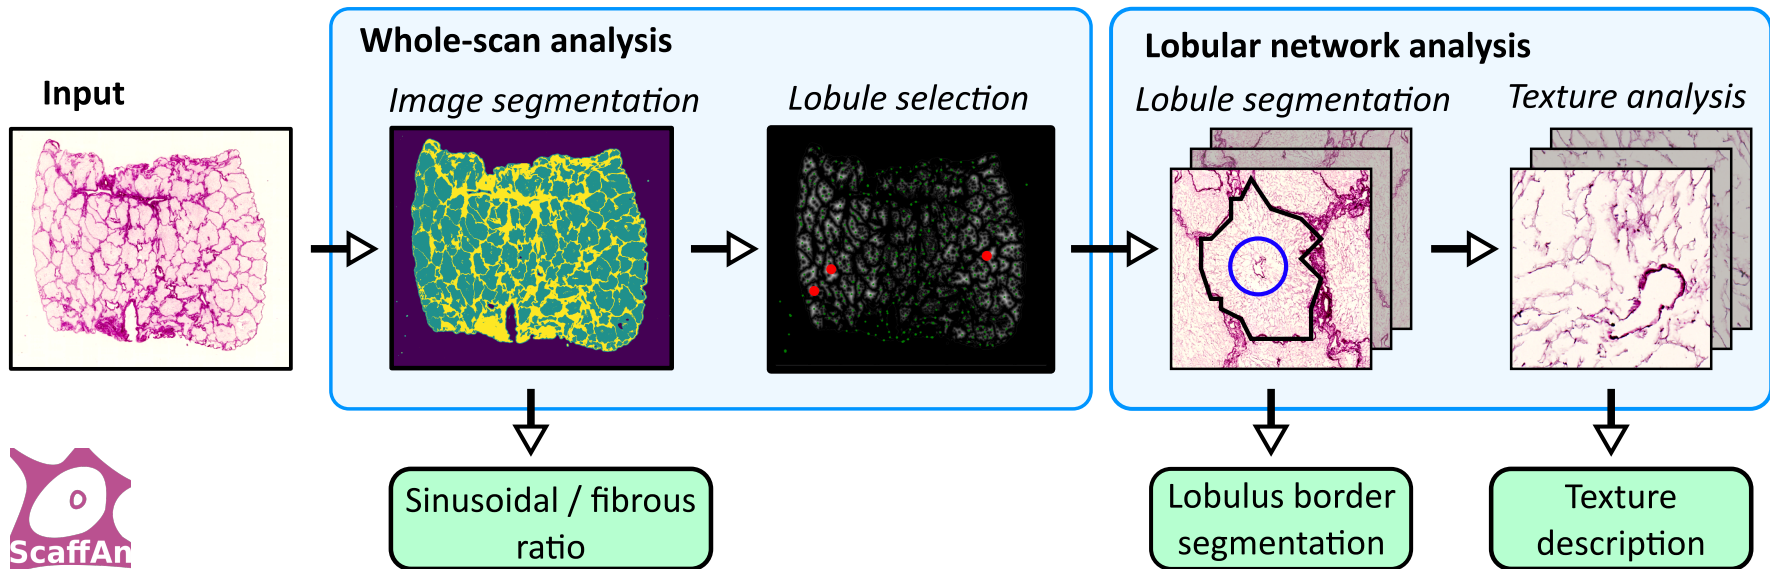 Input
Whole-scan analysis
Image segmentation
Lobule selection
Lobular network analysis
Lobule segmentation
Texture analysis
Sinusoidal / fibrous
ratio
Lobulus border
segmentation
Texture
description
ScaffAn